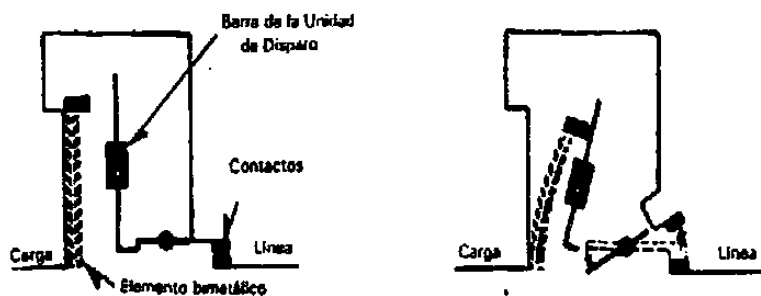 Barra de la Unidad
de Disparo
Contactos
Carga
Línea
Elemento bimetálico
Carga
Línea